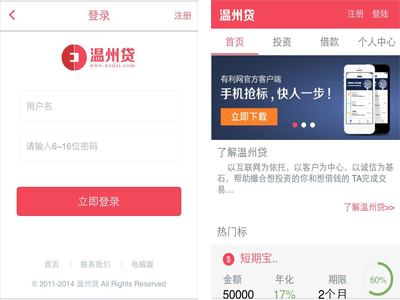 登录
注册
温州贷
www.wzdai.com
用户名
请输入6-16位密码
立即登录
首页 联系我们 电脑版
© 2011-2014 温州贷 All Rights Reserved
温州贷
注册 登陆
首页 投资 借款 个人中心
有利网官方客户端
手机抢标，快人一步！
立即下载
了解温州贷
以互联网为依托，以客户为中心，以诚信为基
石，帮助撮合想投资的你和想借钱的 TA完成交
易…
了解温州贷>>
热门标
$ 短期宝..
金额 年化 期限
50000 17% 2个月
60%